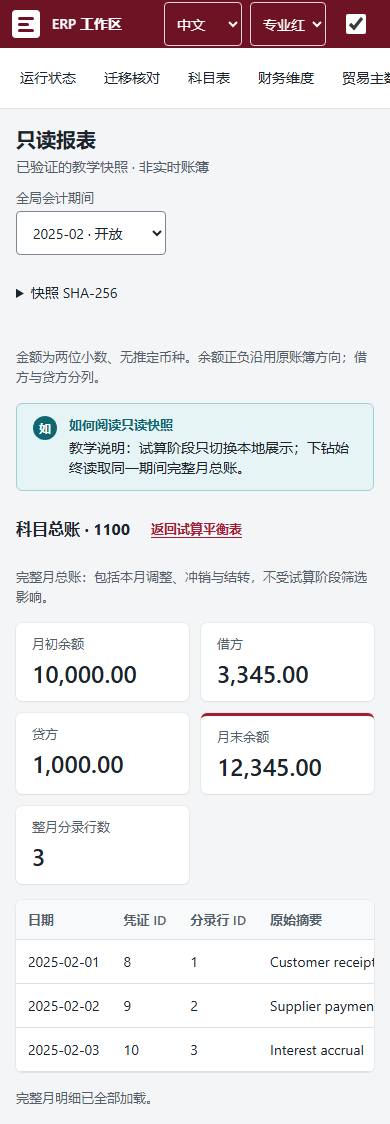 ERP 工作区 中文 专业红
运行状态 迁移核对 科目表 财务维度 贸易主
只读报表
已验证的教学快照 · 非实时账簿
全局会计期间
2025-02 · 开放
快照 SHA-256
金额为两位小数、无推定币种。余额正负沿用原账簿方向；借
方与贷方分列。
如 如何阅读只读快照
教学说明：试算阶段只切换本地展示；下钻始
终读取同一期间完整月总账。
科目总账 · 1100 返回试算平衡表
完整月总账：包括本月调整、冲销与结转，不受试算阶段筛选
影响。
月初余额 借方
10,000.00 3,345.00
贷方 月末余额
1,000.00 12,345.00
整月分录行数
3
日期 凭证 ID 分录行 ID 原始摘要
2025-02-01 8 1 Customer receipt
2025-02-02 9 2 Supplier paymen
2025-02-03 10 3 Interest accrual
完整月明细已全部加载。